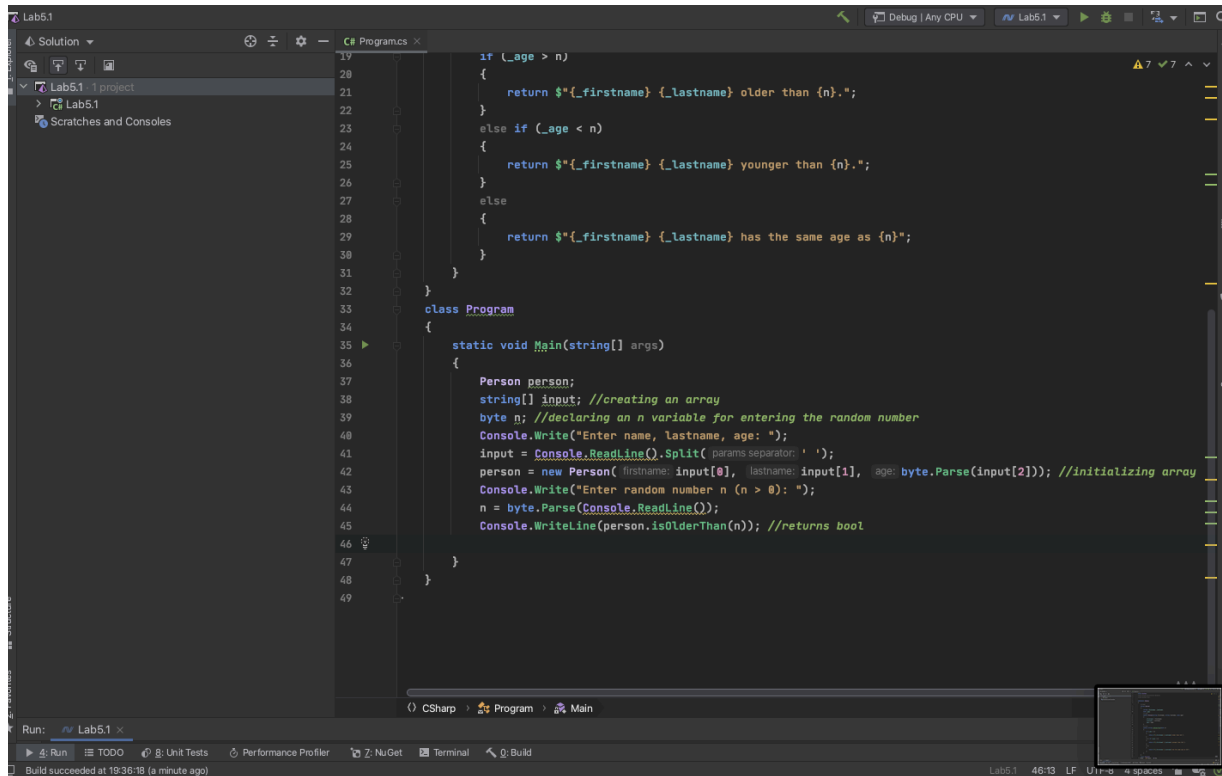 Lab5.1
Debug | Any CPU
Lab5.1
Solution
C# Program.cs
7 7
Lab5.1 · 1 project
Lab5.1
Scratches and Consoles
19 if (_age > n)
20 {
21 return $"{_firstname} {_lastname} older than {n}.";
22 }
23 else if (_age < n)
24 {
25 return $"{_firstname} {_lastname} younger than {n}.";
26 }
27 else
28 {
29 return $"{_firstname} {_lastname} has the same age as {n}";
30 }
31 }
32 }
33 class Program
34 {
35 static void Main(string[] args)
36 {
37 Person person;
38 string[] input; //creating an array
39 byte n; //declaring an n variable for entering the random number
40 Console.Write("Enter name, lastname, age: ");
41 input = Console.ReadLine().Split( params separator: ' ');
42 person = new Person( firstname: input[0], lastname: input[1], age: byte.Parse(input[2])); //initializing array
43 Console.Write("Enter random number n (n > 0): ");
44 n = byte.Parse(Console.ReadLine());
45 Console.WriteLine(person.isOlderThan(n)); //returns bool
46
47 }
48 }
49
CSharp Program Main
Run: Lab5.1
4: Run TODO 8: Unit Tests Performance Profiler 7: NuGet Terminal 0: Build
Build succeeded at 19:36:18 (a minute ago) Lab5.1 46:13 LF UTF-8 4 spaces